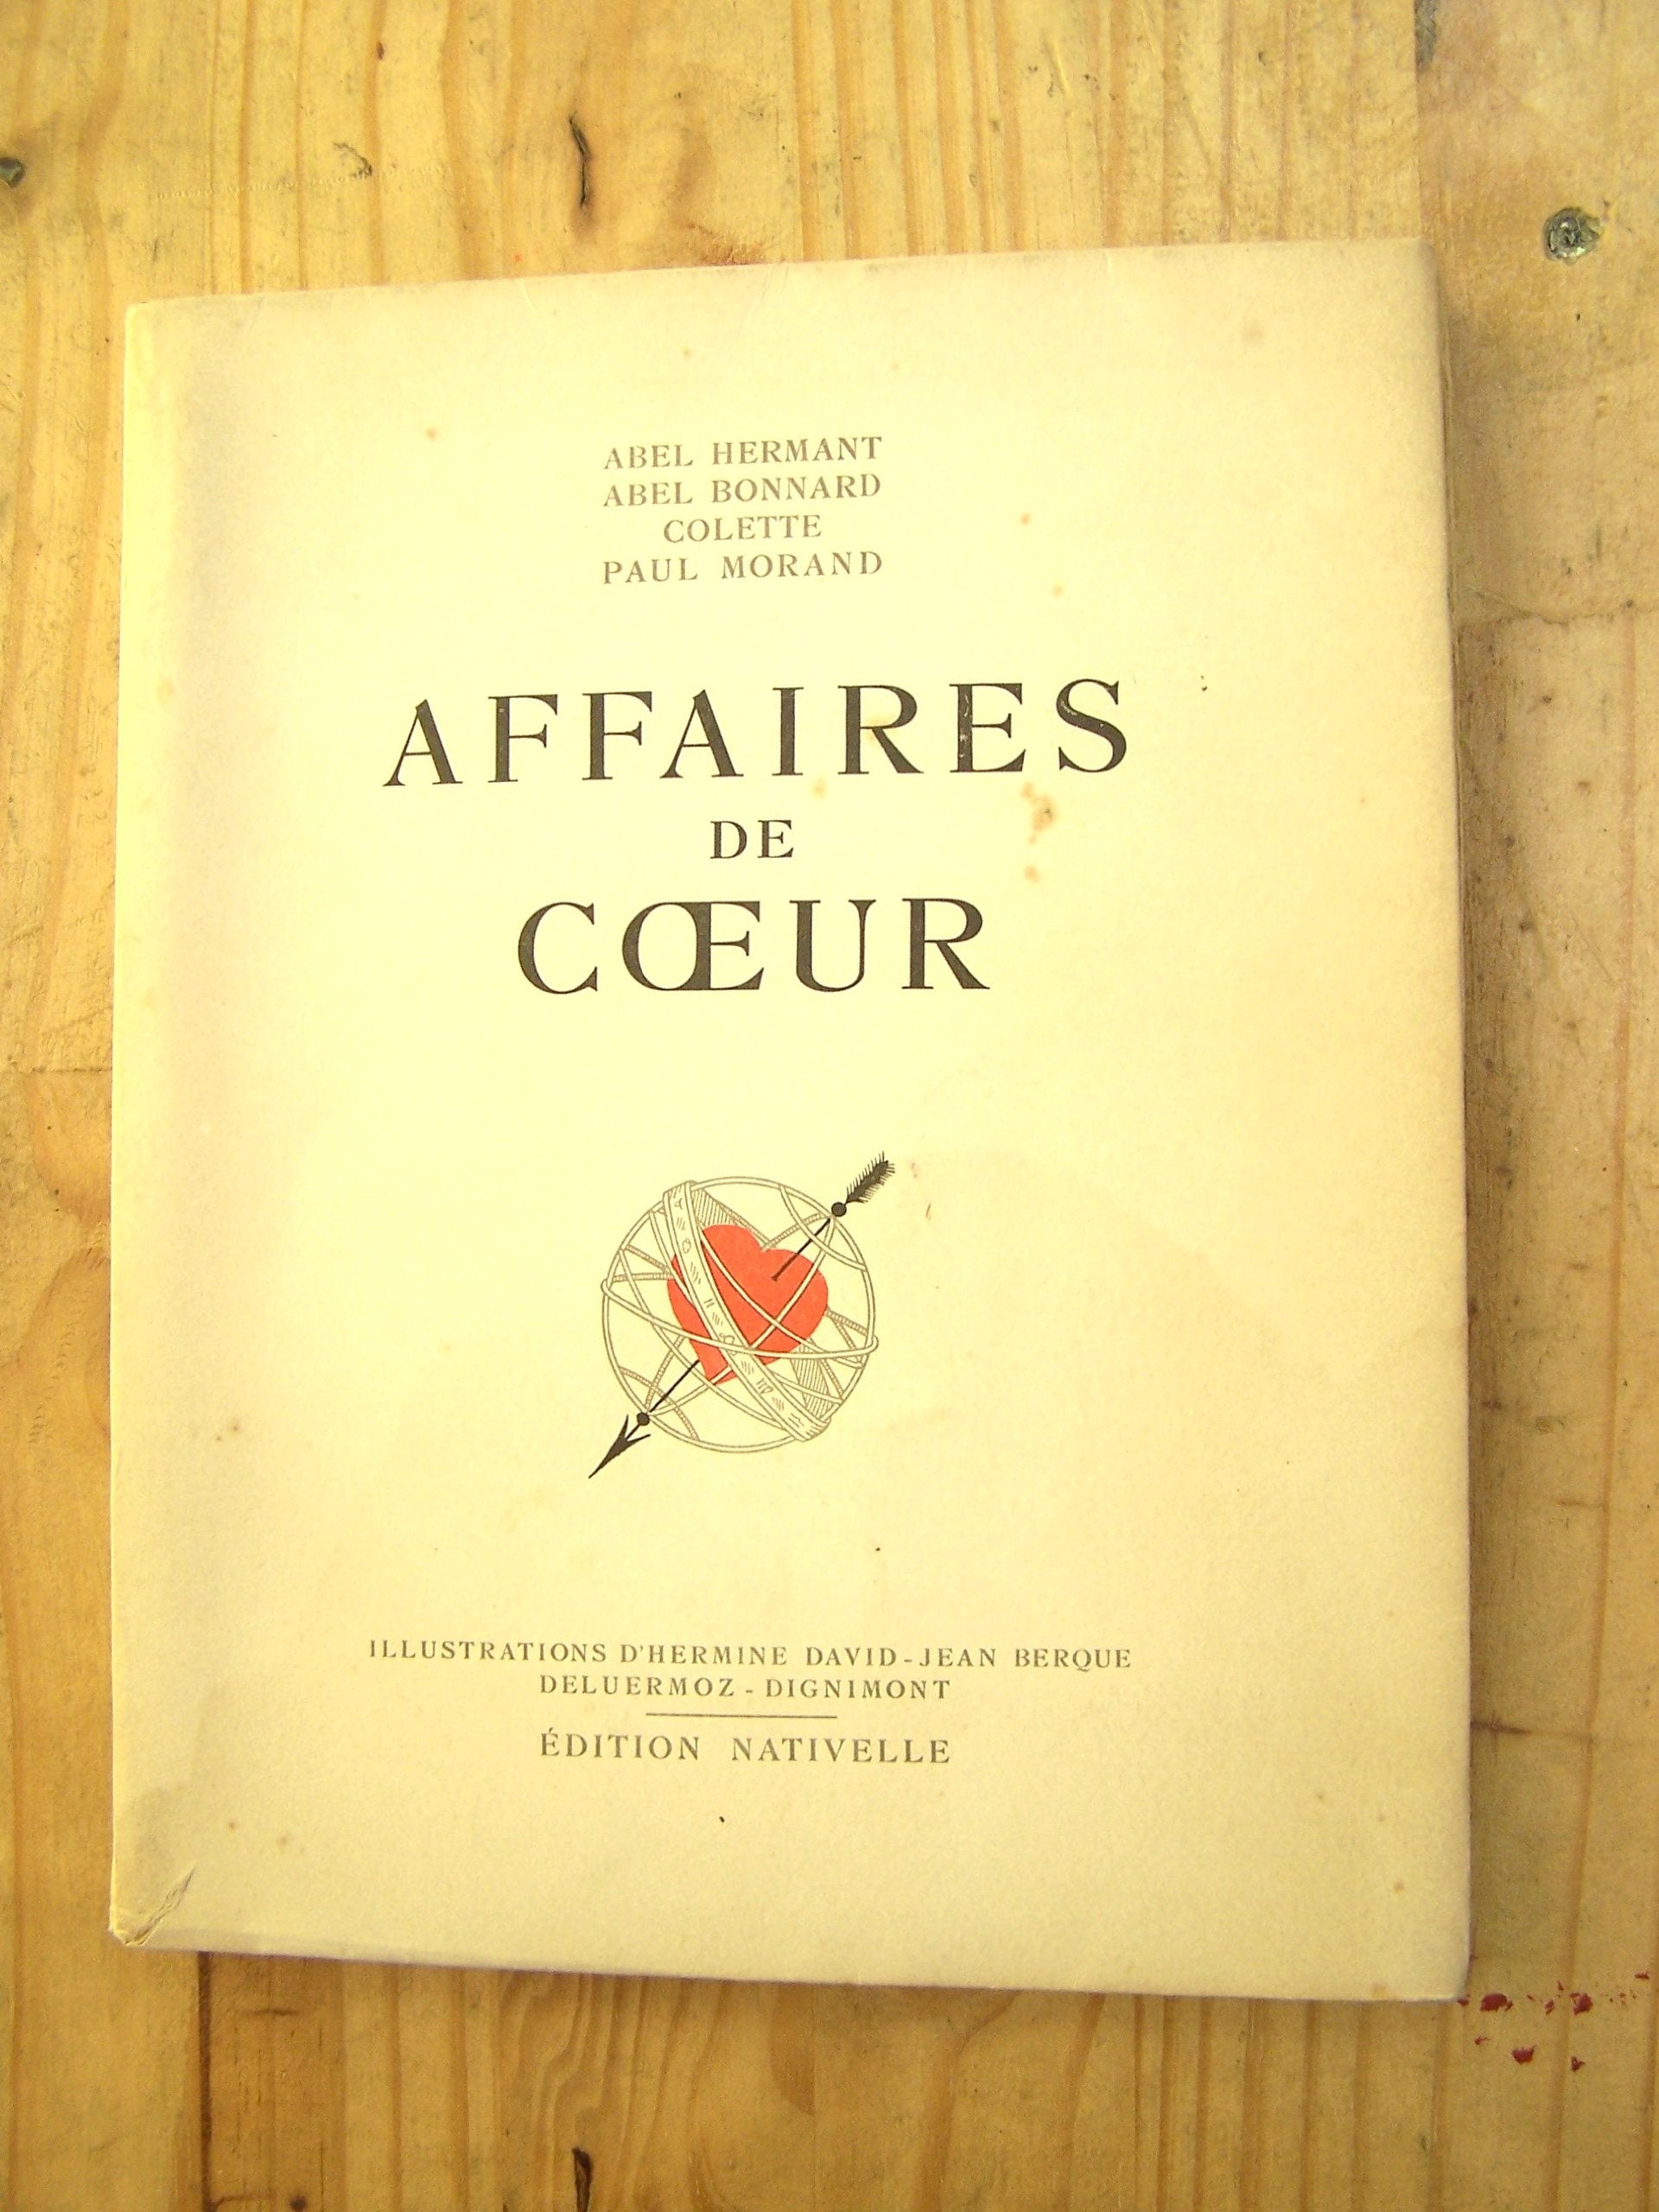 ABEL HERMANT
ABEL BONNARD
COLETTE
PAUL MORAND
AFFAIRES
DE
CŒUR
ILLUSTRATIONS D'HERMINE DAVID - JEAN BERQUE
DELUERMOZ - DIGNIMONT
ÉDITION NATIVELLE